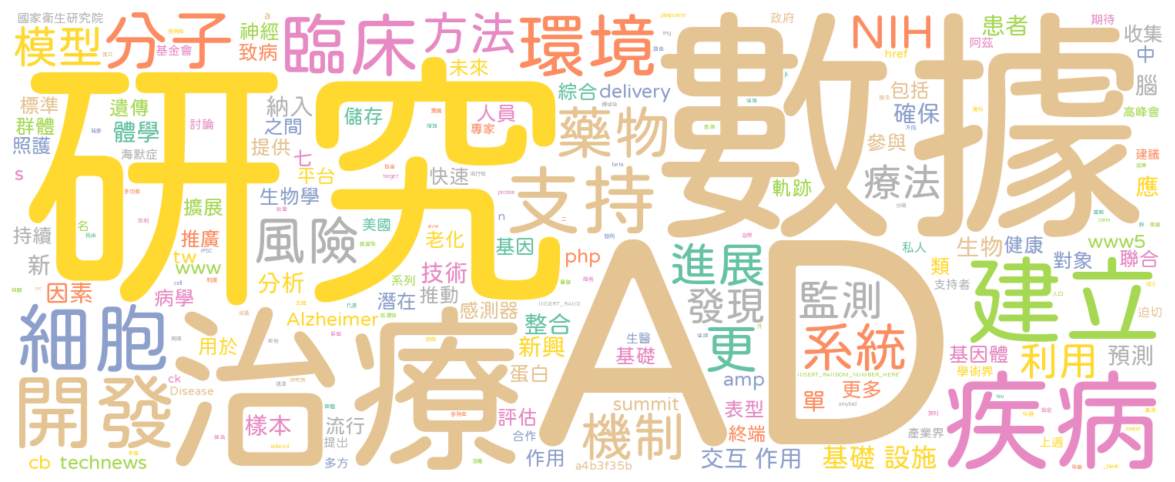 國家衛生研究院
模型
分子
基金會
神經
致病
臨床
方法
環境
NIH
患者
期待
阿茲
收集
中
href
政府
標準
遺傳
群體
體學
照護
海默症
討論
納入
之間
提供
研究
未來
儲存
人員
專家
綜合
delivery
數據
包括
確保
參與
腦
高峰會
建議
應
s
七
平台
生物學
快速
藥物
支持
軌跡
療法
持續
新
擴展
推廣
tw
www
因素
病學
風險
分析
美國
老化
系列
技術
推動
潛在
n
基因
php
感測器
進展
發現
監測
私人
類
支持者
生物
健康
www5
對象
聯合
建立
迫切
細胞
開發
治療
用於
Alzheimer
整合
新興
蛋白
基礎
生醫
AD
更
amp
系統
INSERT_RANDOM_NUMBER_HERE
單
更多
基因體
學術界
利用
預測
疾病
ck
Disease
樣本
流行
提出
多方
評估
合作
作用
summit
機制
a4b3f35b
表型
終端
交互 作用
產業界
基礎 設施
上週
cb
technews